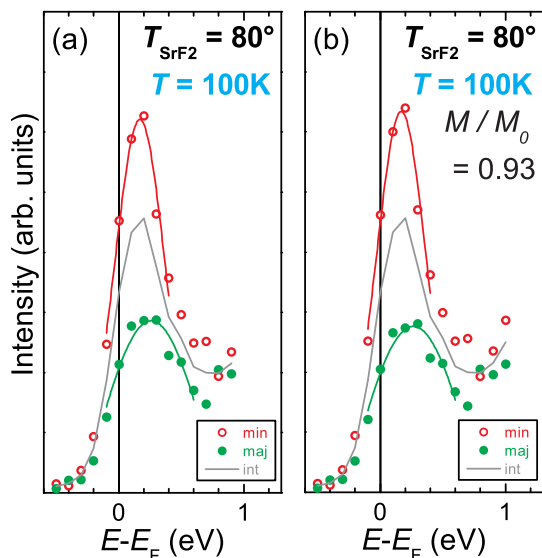 (a)
T_SrF2 = 80°
T = 100K
(b)
T_SrF2 = 80°
T = 100K
M / M_0
= 0.93
Intensity (arb. units)
min
maj
int
min
maj
int
0
1
0
1
E-E_F (eV)
E-E_F (eV)